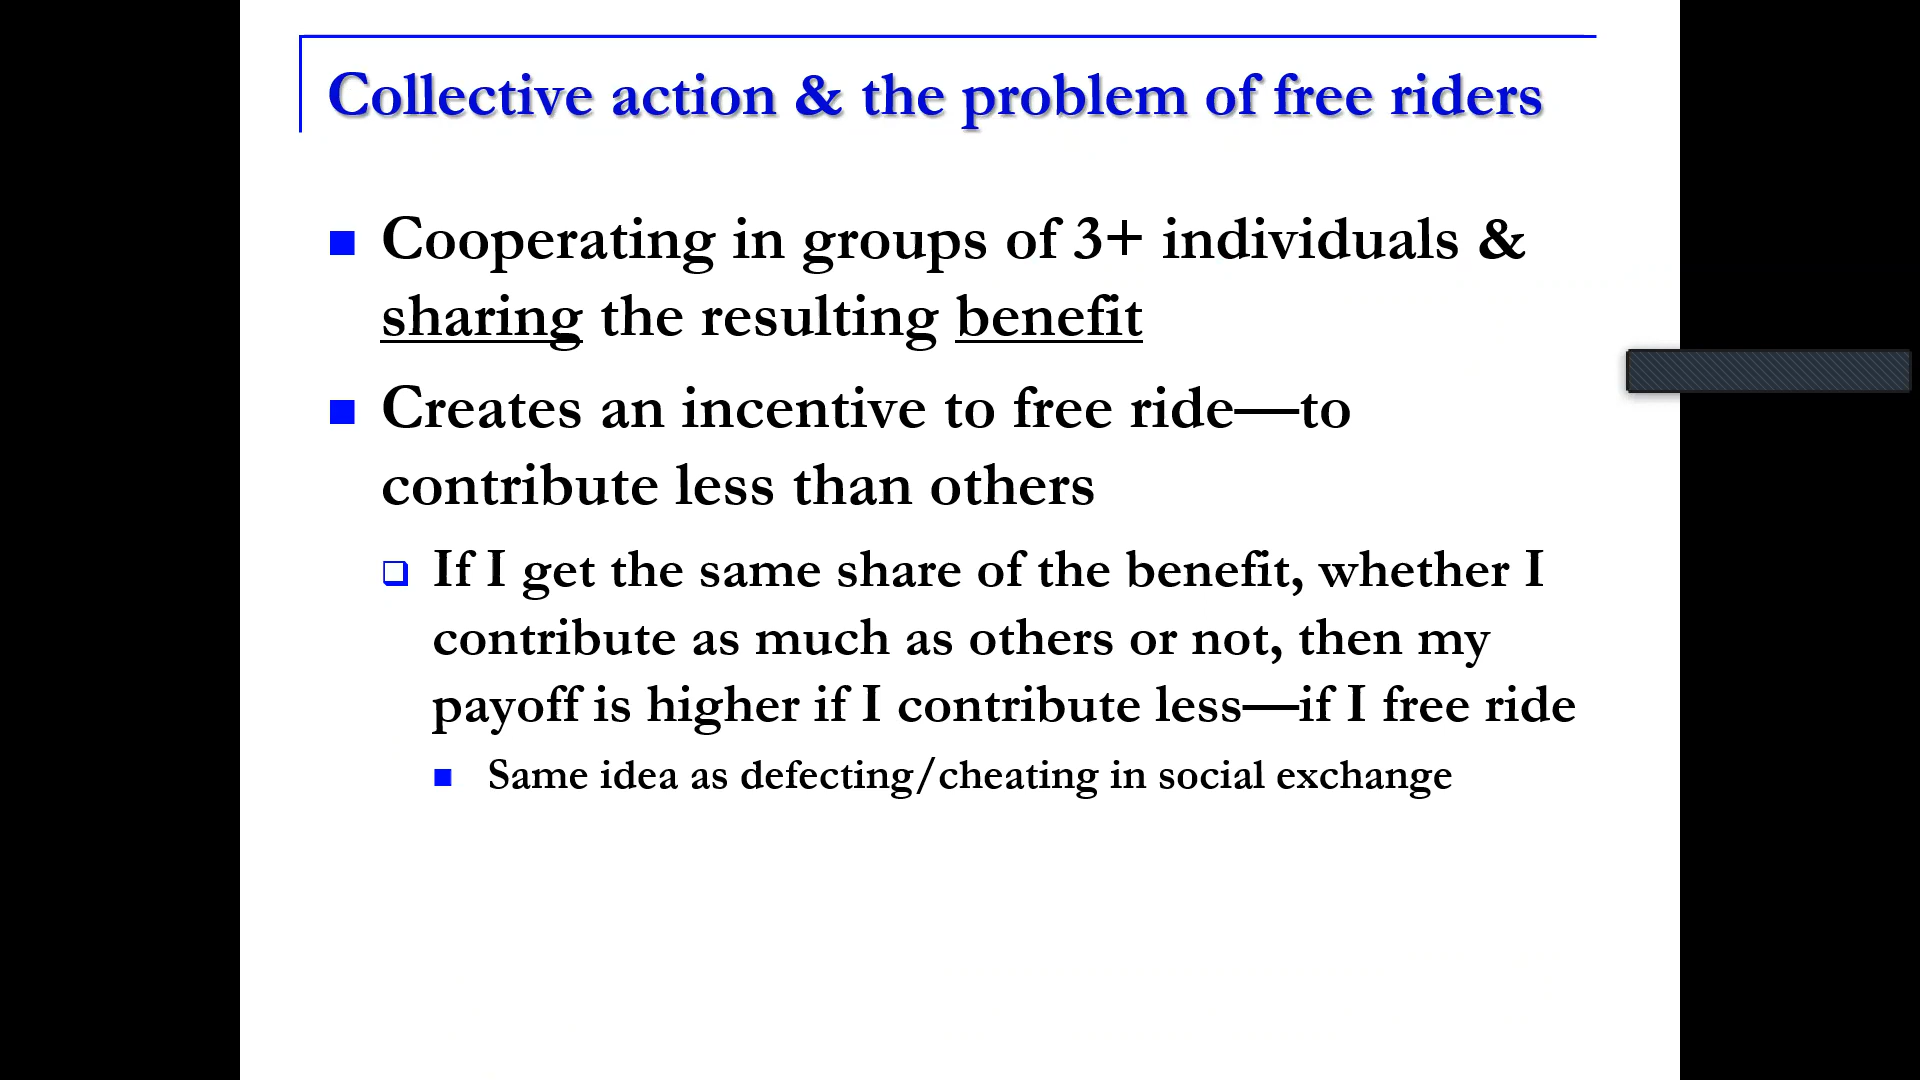 Collective action & the problem of free riders
Cooperating in groups of 3+ individuals &
sharing the resulting benefit
Creates an incentive to free ride—to
contribute less than others
If I get the same share of the benefit, whether I
contribute as much as others or not, then my
payoff is higher if I contribute less—if I free ride
Same idea as defecting/cheating in social exchange